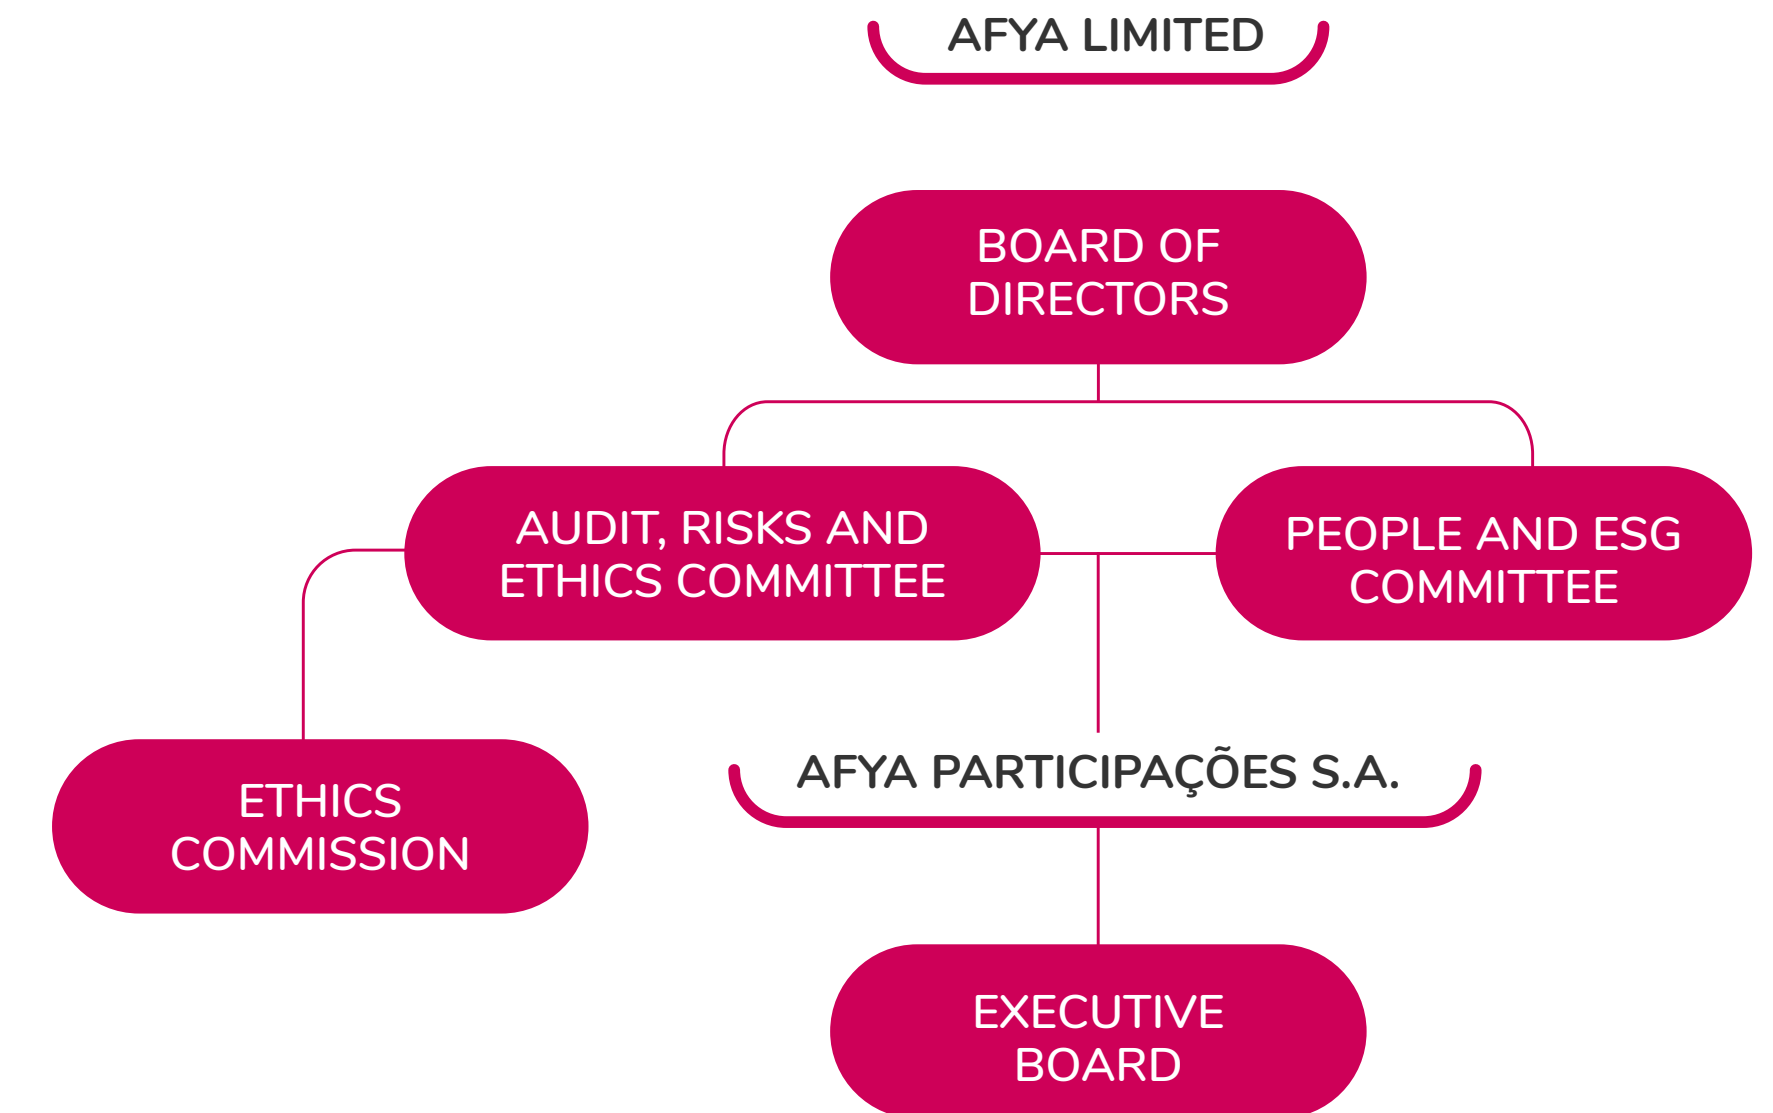 AFYA LIMITED
BOARD OF
DIRECTORS
AUDIT, RISKS AND
ETHICS COMMITTEE
PEOPLE AND ESG
COMMITTEE
ETHICS
COMMISSION
AFYA PARTICIPAÇÕES S.A.
EXECUTIVE
BOARD